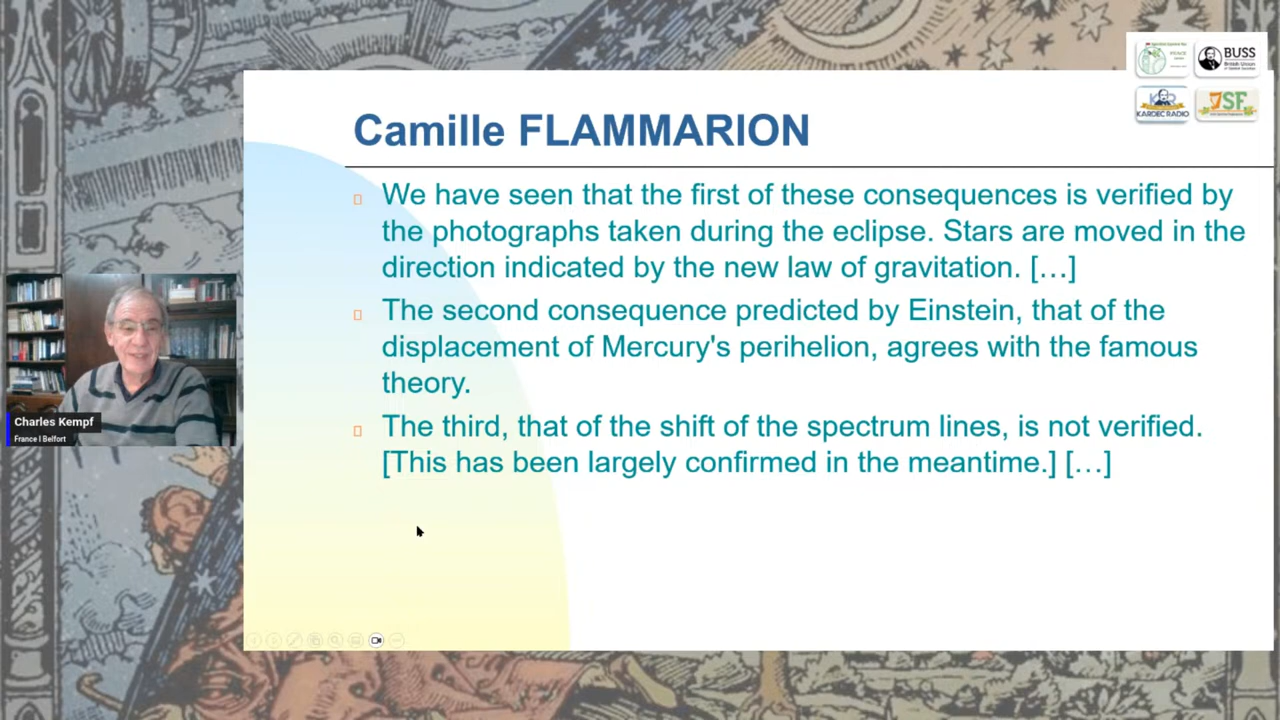 BUSS
British Union
KARDEC RADIO
SF
Camille FLAMMARION
We have seen that the first of these consequences is verified by
the photographs taken during the eclipse. Stars are moved in the
direction indicated by the new law of gravitation. […]
The second consequence predicted by Einstein, that of the
displacement of Mercury's perihelion, agrees with the famous
theory.
The third, that of the shift of the spectrum lines, is not verified.
[This has been largely confirmed in the meantime.] […]
Charles Kempf
France I Belfort